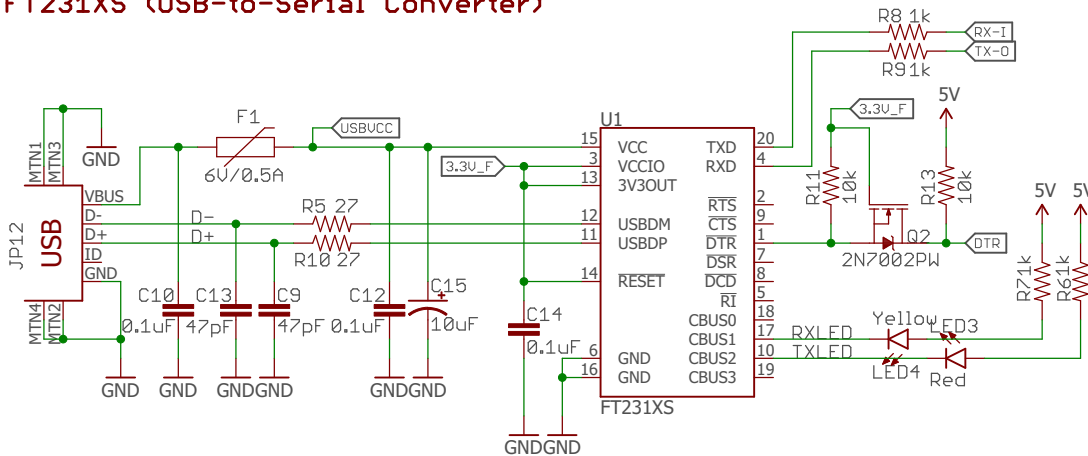 FT231XS (USB-to-Serial Converter)
R8 1k
RX-I
TX-O
R9 1k
F1
USBVCC
6V/0.5A
MTN1
MTN3
GND
JP12
USB
VBUS
D-
D+
ID
GND
MTN4
MTN2
D-
D+
R5 27
R10 27
C10
0.1uF
C13
47pF
C9
47pF
C12
0.1uF
C15
+
10uF
C14
0.1uF
GND
GND
GND
GND
GND
GND
GND
GND
3.3V_F
U1
15 VCC
3 VCCIO
13 3V3OUT
12 USBDM
11 USBDP
14 RESET
6 GND
16 GND
TXD 20
RXD 4
RTS 2
CTS 9
DTR 1
DSR 7
DCD 8
RI 5
CBUS0 18
CBUS1 17
CBUS2 10
CBUS3 19
FT231XS
3.3V_F
5V
R11
10k
R13
10k
Q2
2N7002PW
DTR
5V
5V
R7 1k
R6 1k
RXLED
TXLED
Yellow
LED3
LED4
Red